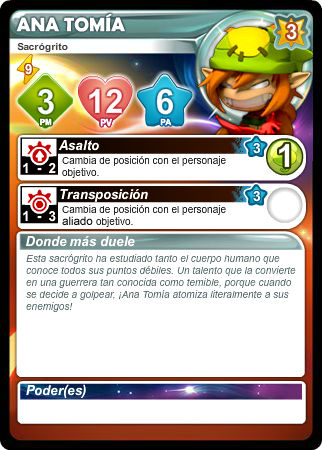 ANA TOMÍA
3
Sacrógrito
9
3
PM
12
PV
6
PA
Asalto
3
1
1 - 2
Cambia de posición con el personaje
objetivo.
Transposición
3
1 - 3
Cambia de posición con el personaje
aliado objetivo.
Donde más duele
Esta sacrógrito ha estudiado tanto el cuerpo humano que
conoce todos sus puntos débiles. Un talento que la convierte
en una guerrera tan conocida como temible, porque cuando
se decide a golpear, ¡Ana Tomía atomiza literalmente a sus
enemigos!
Poder(es)